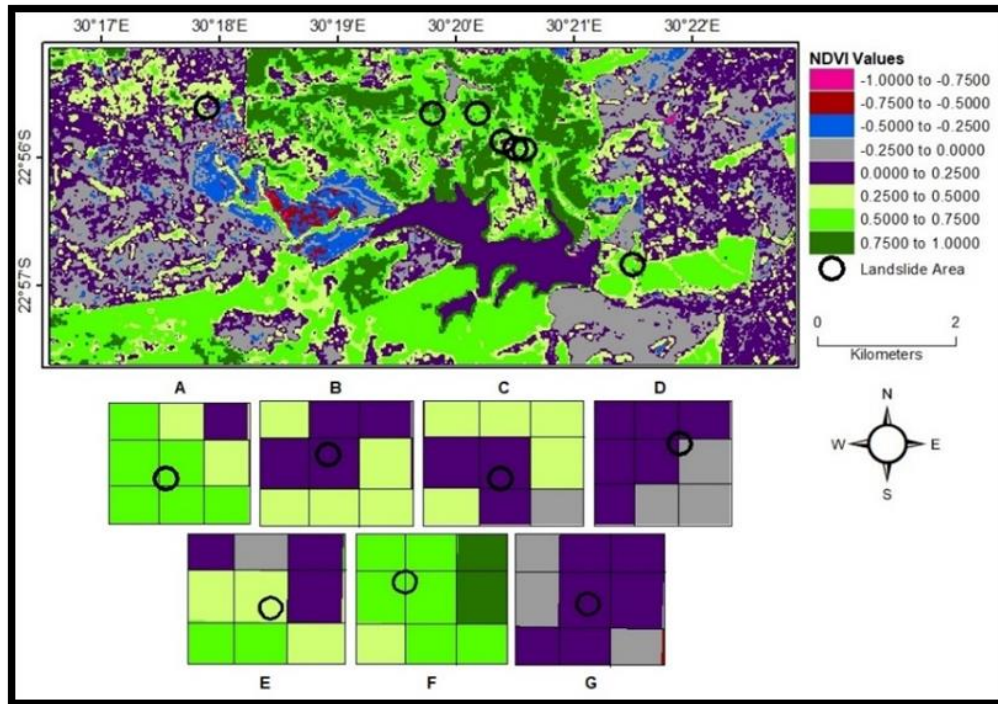 30°17'E 30°18'E 30°19'E 30°20'E 30°21'E 30°22'E
22°56'S
22°57'S
NDVI Values
-1.0000 to -0.7500
-0.7500 to -0.5000
-0.5000 to -0.2500
-0.2500 to 0.0000
0.0000 to 0.2500
0.2500 to 0.5000
0.5000 to 0.7500
0.7500 to 1.0000
Landslide Area
0 2
Kilometers
N
W E
S
A B C D
E F G